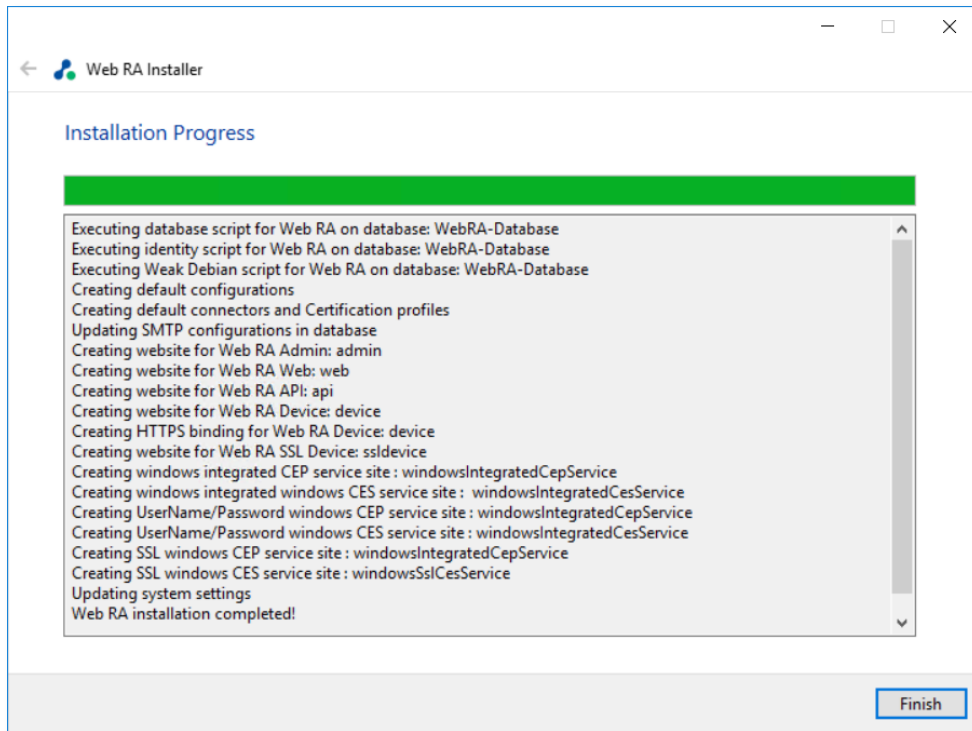 Web RA Installer
Installation Progress
Executing database script for Web RA on database: WebRA-Database
Executing identity script for Web RA on database: WebRA-Database
Executing Weak Debian script for Web RA on database: WebRA-Database
Creating default configurations
Creating default connectors and Certification profiles
Updating SMTP configurations in database
Creating website for Web RA Admin: admin
Creating website for Web RA Web: web
Creating website for Web RA API: api
Creating website for Web RA Device: device
Creating HTTPS binding for Web RA Device: device
Creating website for Web RA SSL Device: ssldevice
Creating windows integrated CEP service site : windowsIntegratedCepService
Creating windows integrated windows CES service site :  windowsIntegratedCesService
Creating UserName/Password windows CEP service site : windowsIntegratedCepService
Creating UserName/Password windows CES service site : windowsIntegratedCesService
Creating SSL windows CEP service site : windowsIntegratedCepService
Creating SSL windows CES service site : windowsSslCesService
Updating system settings
Web RA installation completed!
Finish